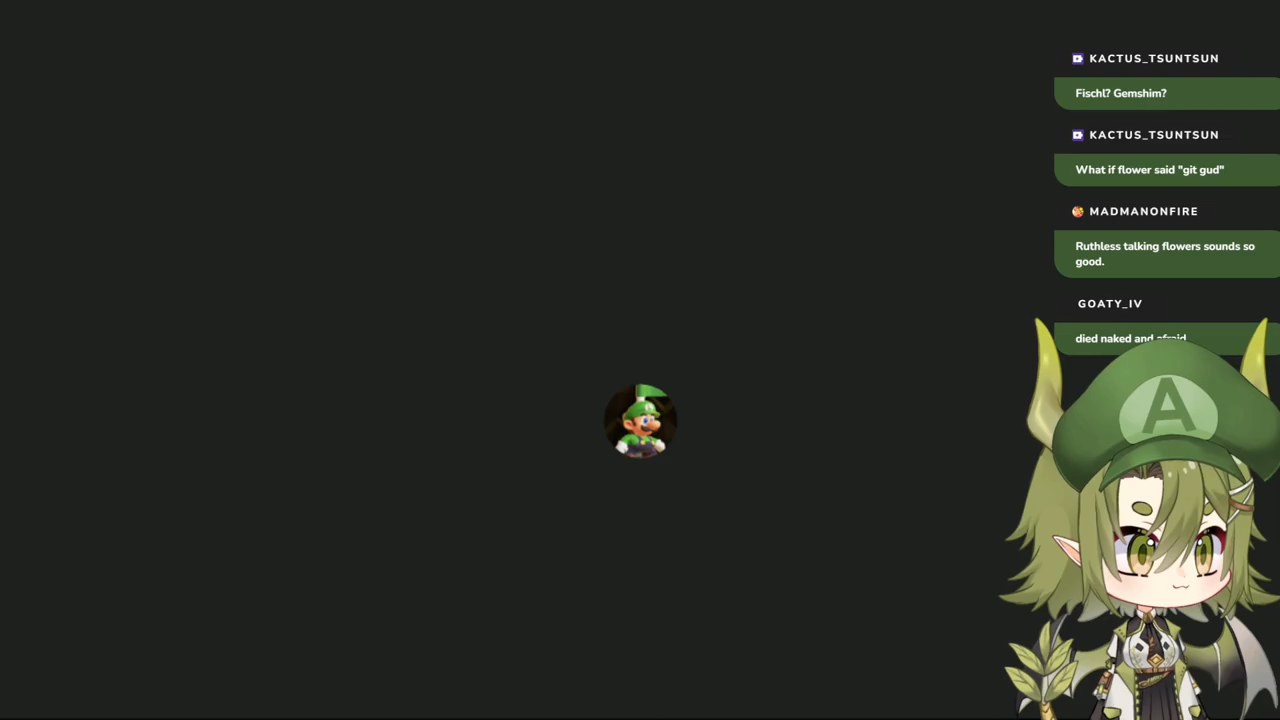 KACTUS_TSUNTSUN
Fischl? Gemshim?
KACTUS_TSUNTSUN
What if flower said "git gud"
MADMANONFIRE
Ruthless talking flowers sounds so
good.
GOATY_IV
died naked and afraid
A